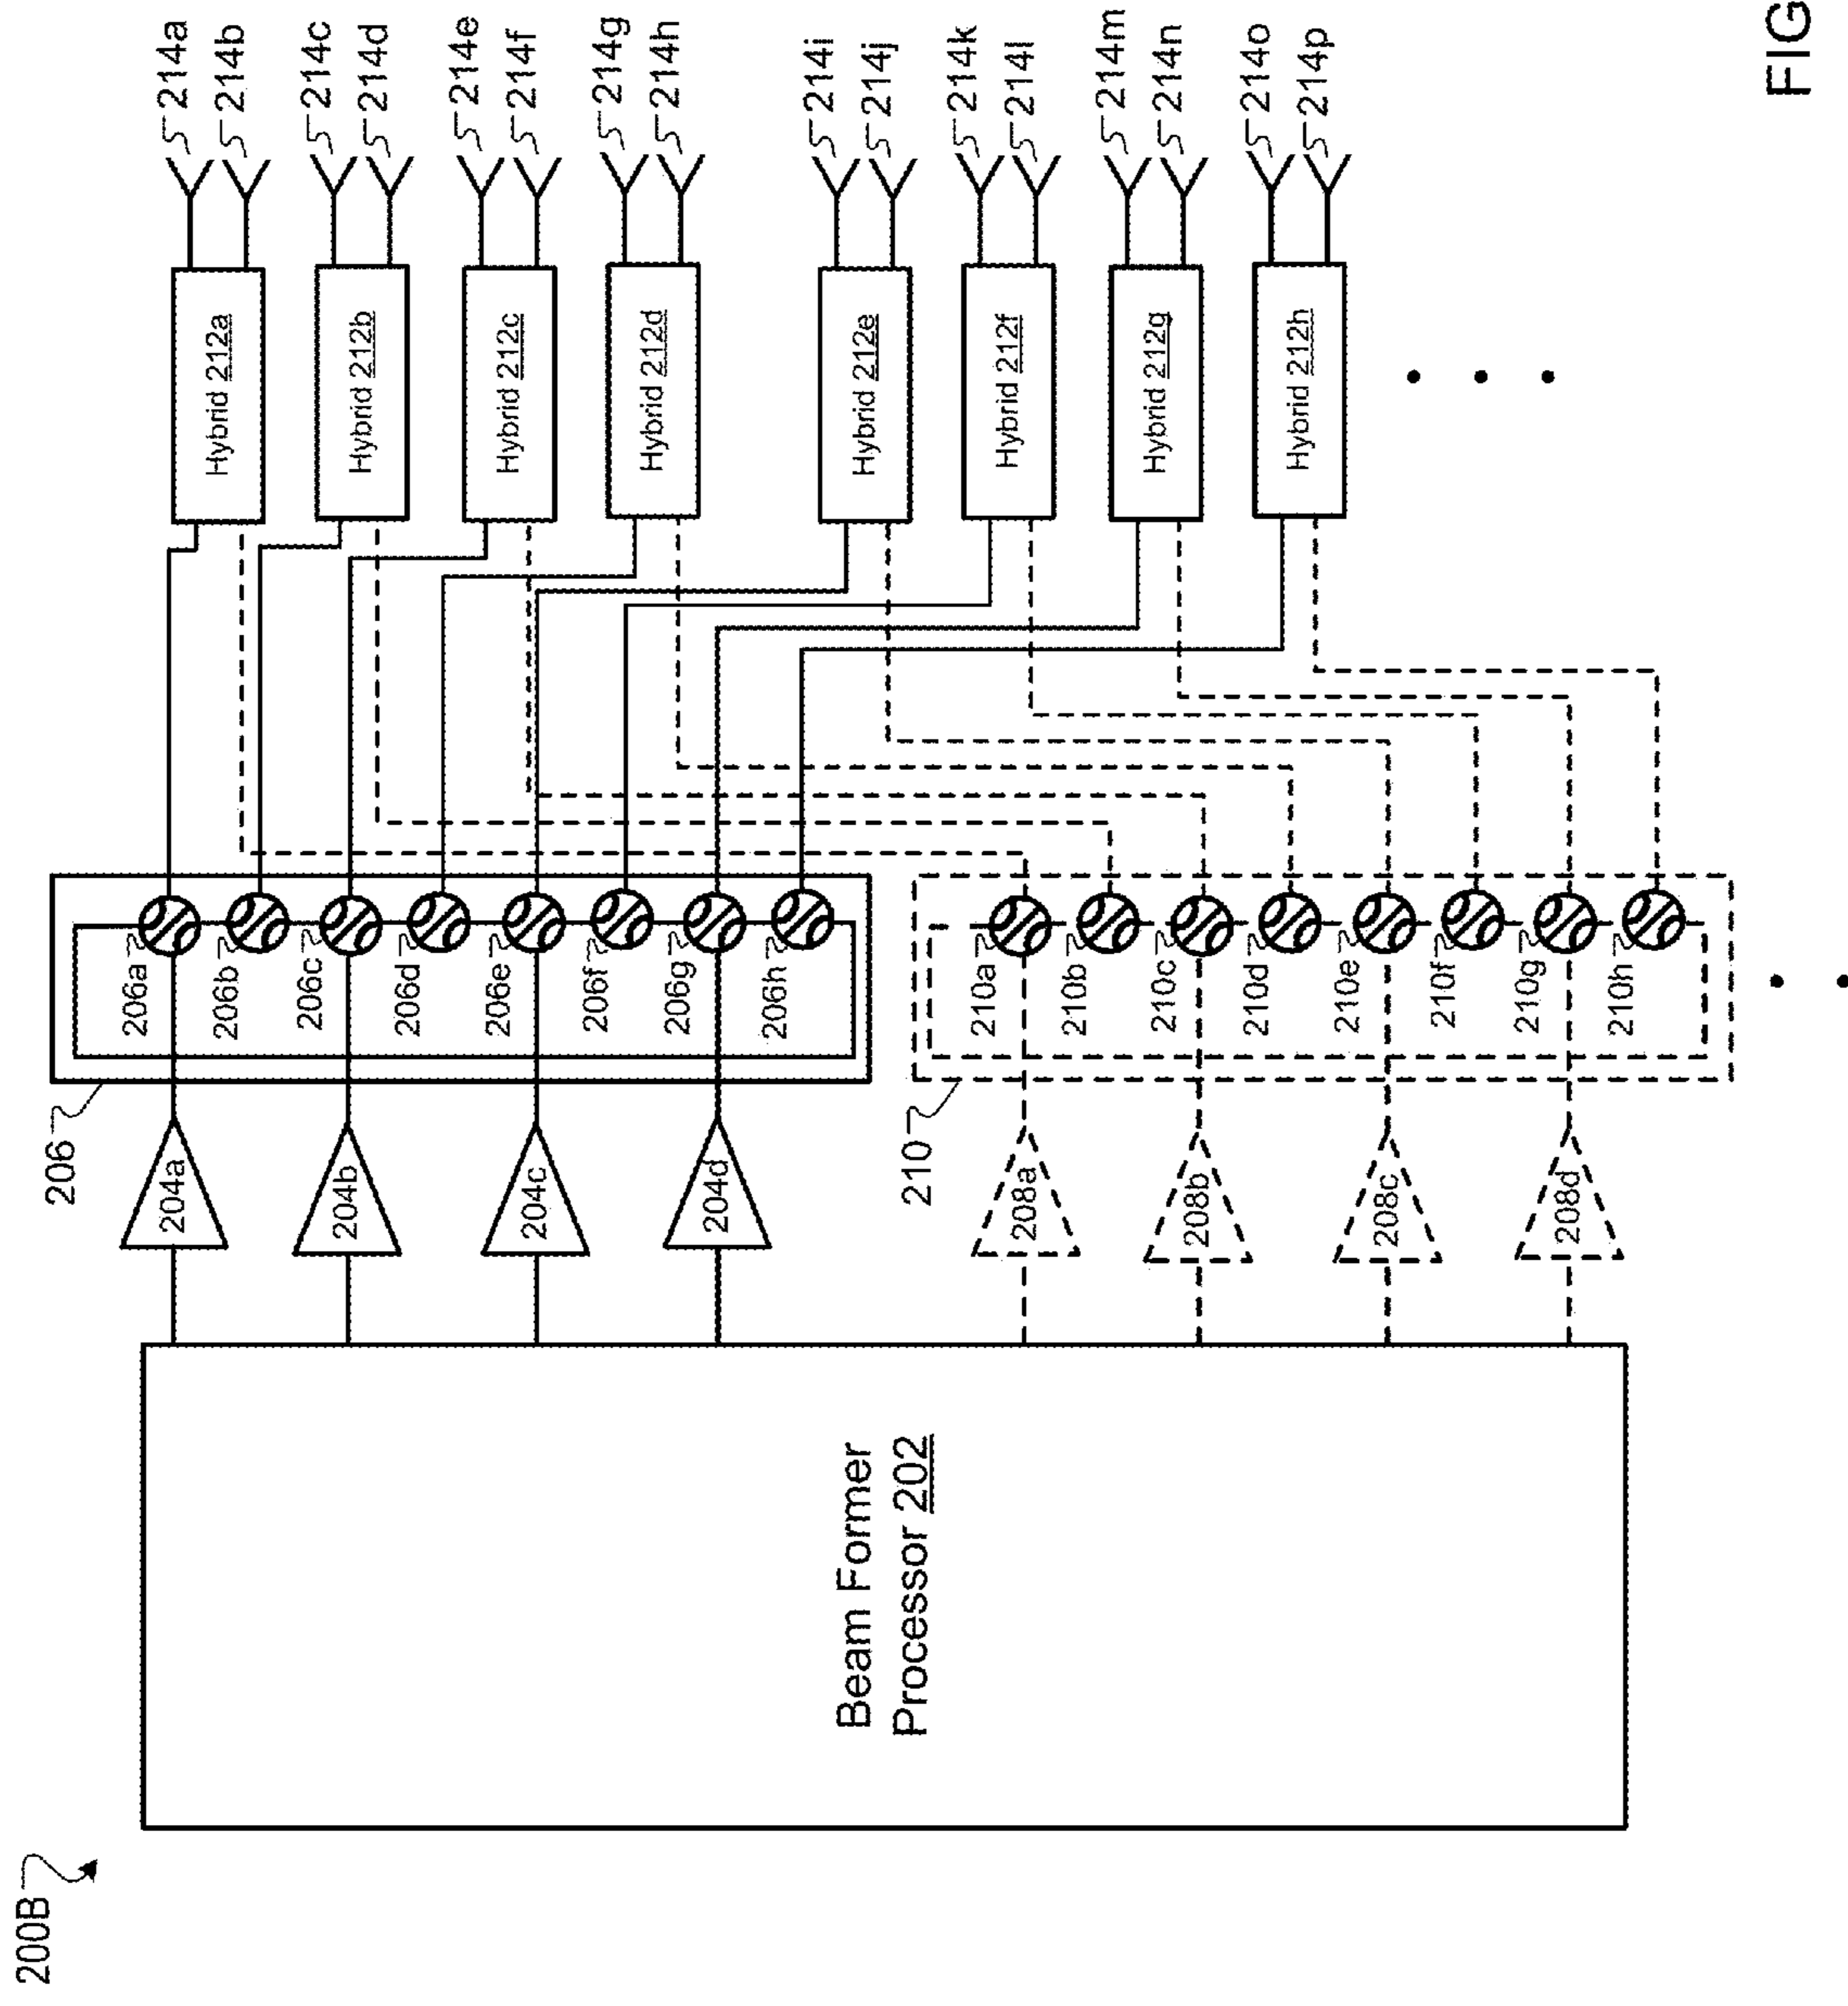 200B
Beam Former
Processor 202
204a
204b
204c
204d
208a
208b
208c
208d
206
206a
206b
206c
206d
206e
206f
206g
206h
210
210a
210b
210c
210d
210e
210f
210g
210h
Hybrid 212a
Hybrid 212b
Hybrid 212c
Hybrid 212d
Hybrid 212e
Hybrid 212f
Hybrid 212g
Hybrid 212h
214a
214b
214c
214d
214e
214f
214g
214h
214i
214j
214k
214l
214m
214n
214o
214p
FIG